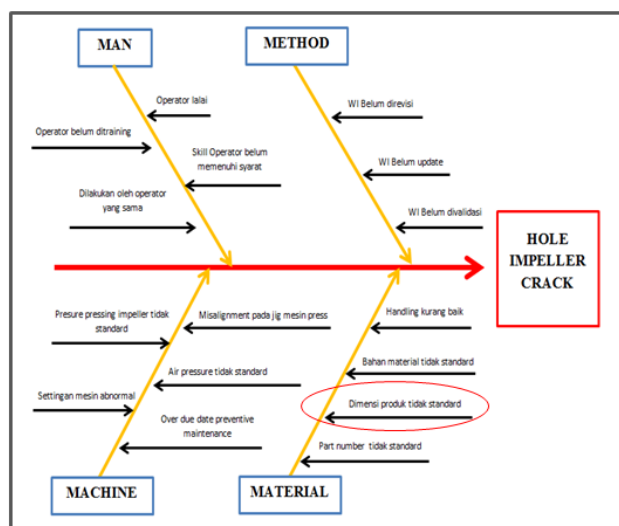 MAN
METHOD
Operator lalai
WI Belum direvisi
Operator belum ditraining
Skill Operator belum
memenuhi syarat
WI Belum update
Dilakukan oleh operator
yang sama
WI Belum divalidasi
HOLE
IMPELLER
CRACK
Presure pressing impeller tidak
standard
Misalignment pada jig mesin press
Handling kurang baik
Air pressure tidak standard
Bahan material tidak standard
Settingan mesin abnormal
Dimensi produk tidak standard
Over due date preventive
maintenance
Part number tidak standard
MACHINE
MATERIAL